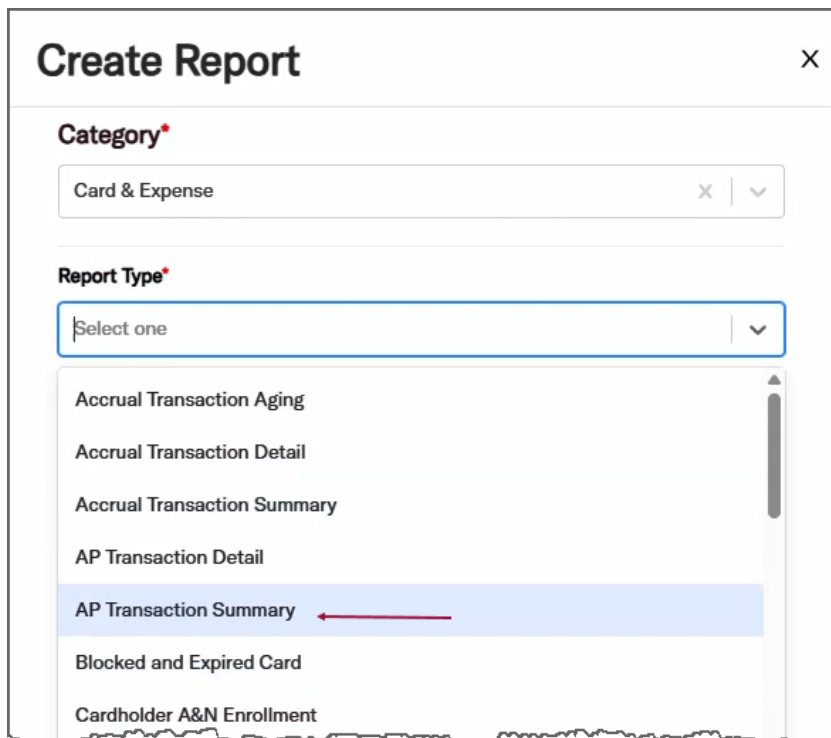 Create Report
Category*
Card & Expense
Report Type*
Select one
Accrual Transaction Aging
Accrual Transaction Detail
Accrual Transaction Summary
AP Transaction Detail
AP Transaction Summary
Blocked and Expired Card
Cardholder A&N Enrollment